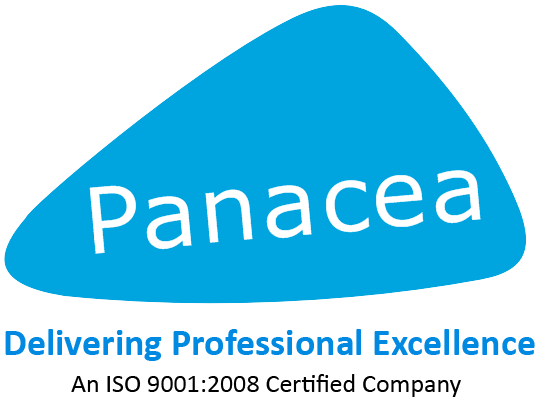 Panacea
Delivering Professional Excellence
An ISO 9001:2008 Certified Company